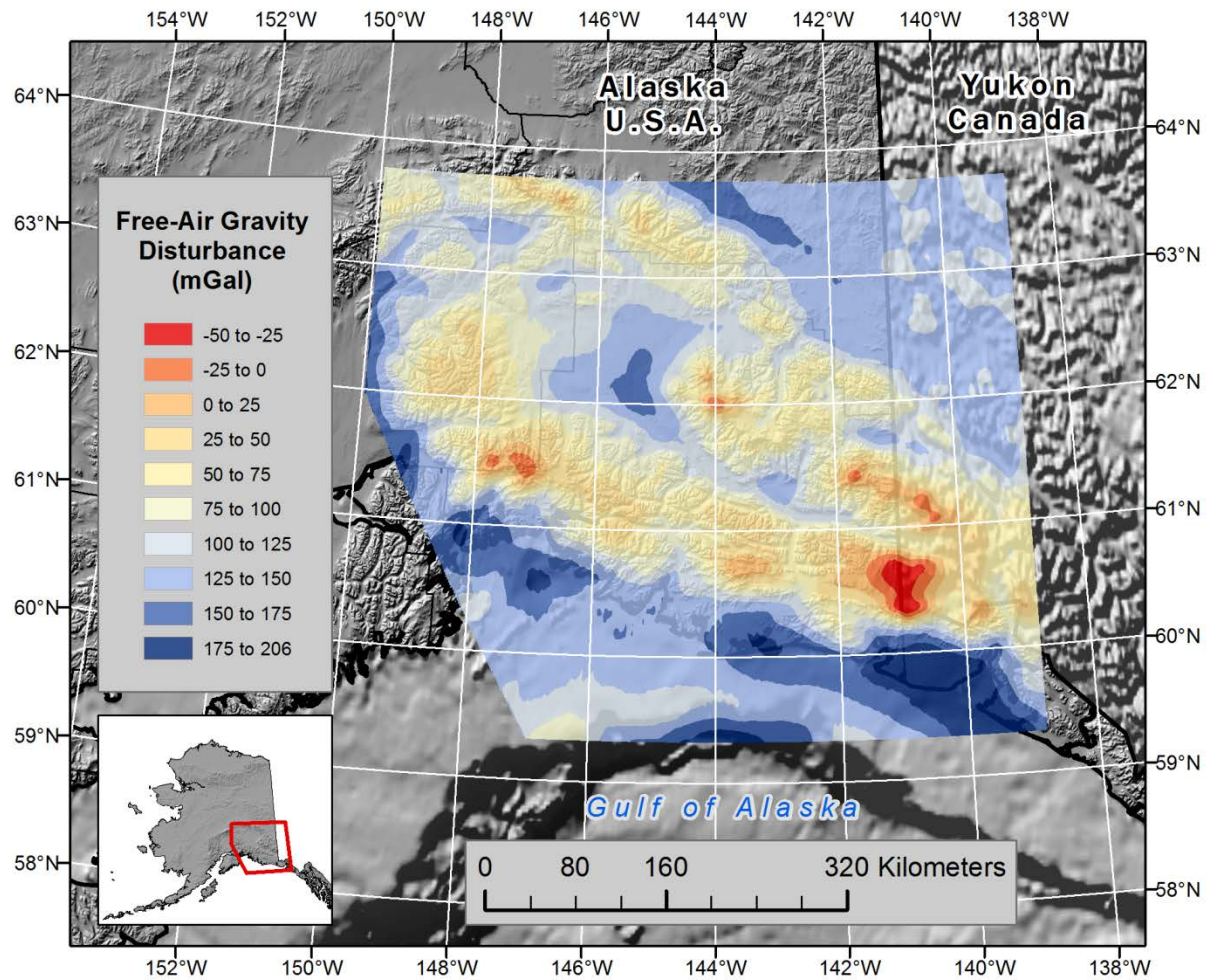 150°W
148°W
146°W
144°W
142°W
140°W
154°W
152°W
138°W
Alaska
U.S.A.
Yukon
Canada
64°N
64°N
Free-Air Gravity
Disturbance
(mGal)
-50 to -25
-25 to 0
0 to 25
25 to 50
50 to 75
75 to 100
100 to 125
125 to 150
150 to 175
175 to 206
63°N
63°N
62°N
62°N
61°N
61°N
60°N
60°N
59°N
59°N
Gulf of Alaska
58°N
58°N
0 80 160 320 Kilometers
152°W
150°W
148°W
146°W
144°W
142°W
140°W
138°W